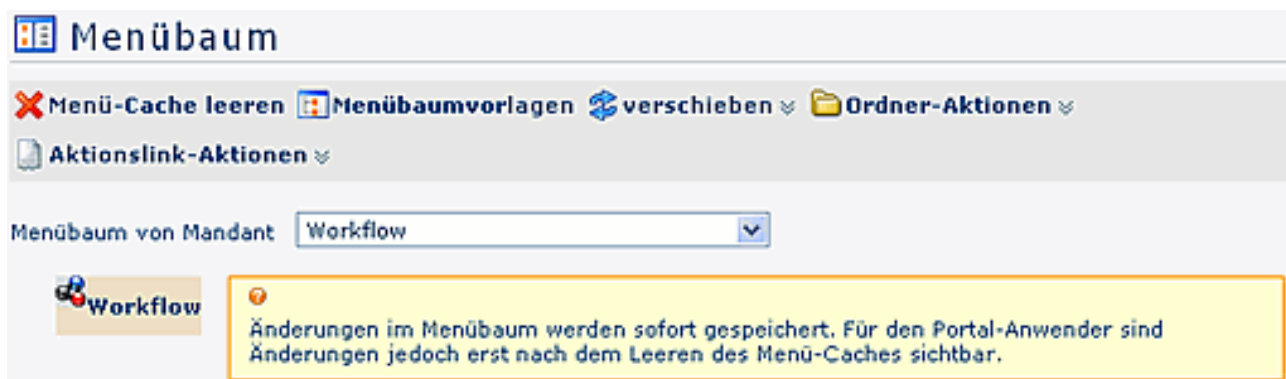 Menübaum
Menü-Cache leeren Menübaumvorlagen verschieben Ordner-Aktionen
Aktionslink-Aktionen
Menübaum von Mandant Workflow
Workflow
Änderungen im Menübaum werden sofort gespeichert. Für den Portal-Anwender sind
Änderungen jedoch erst nach dem Leeren des Menü-Caches sichtbar.